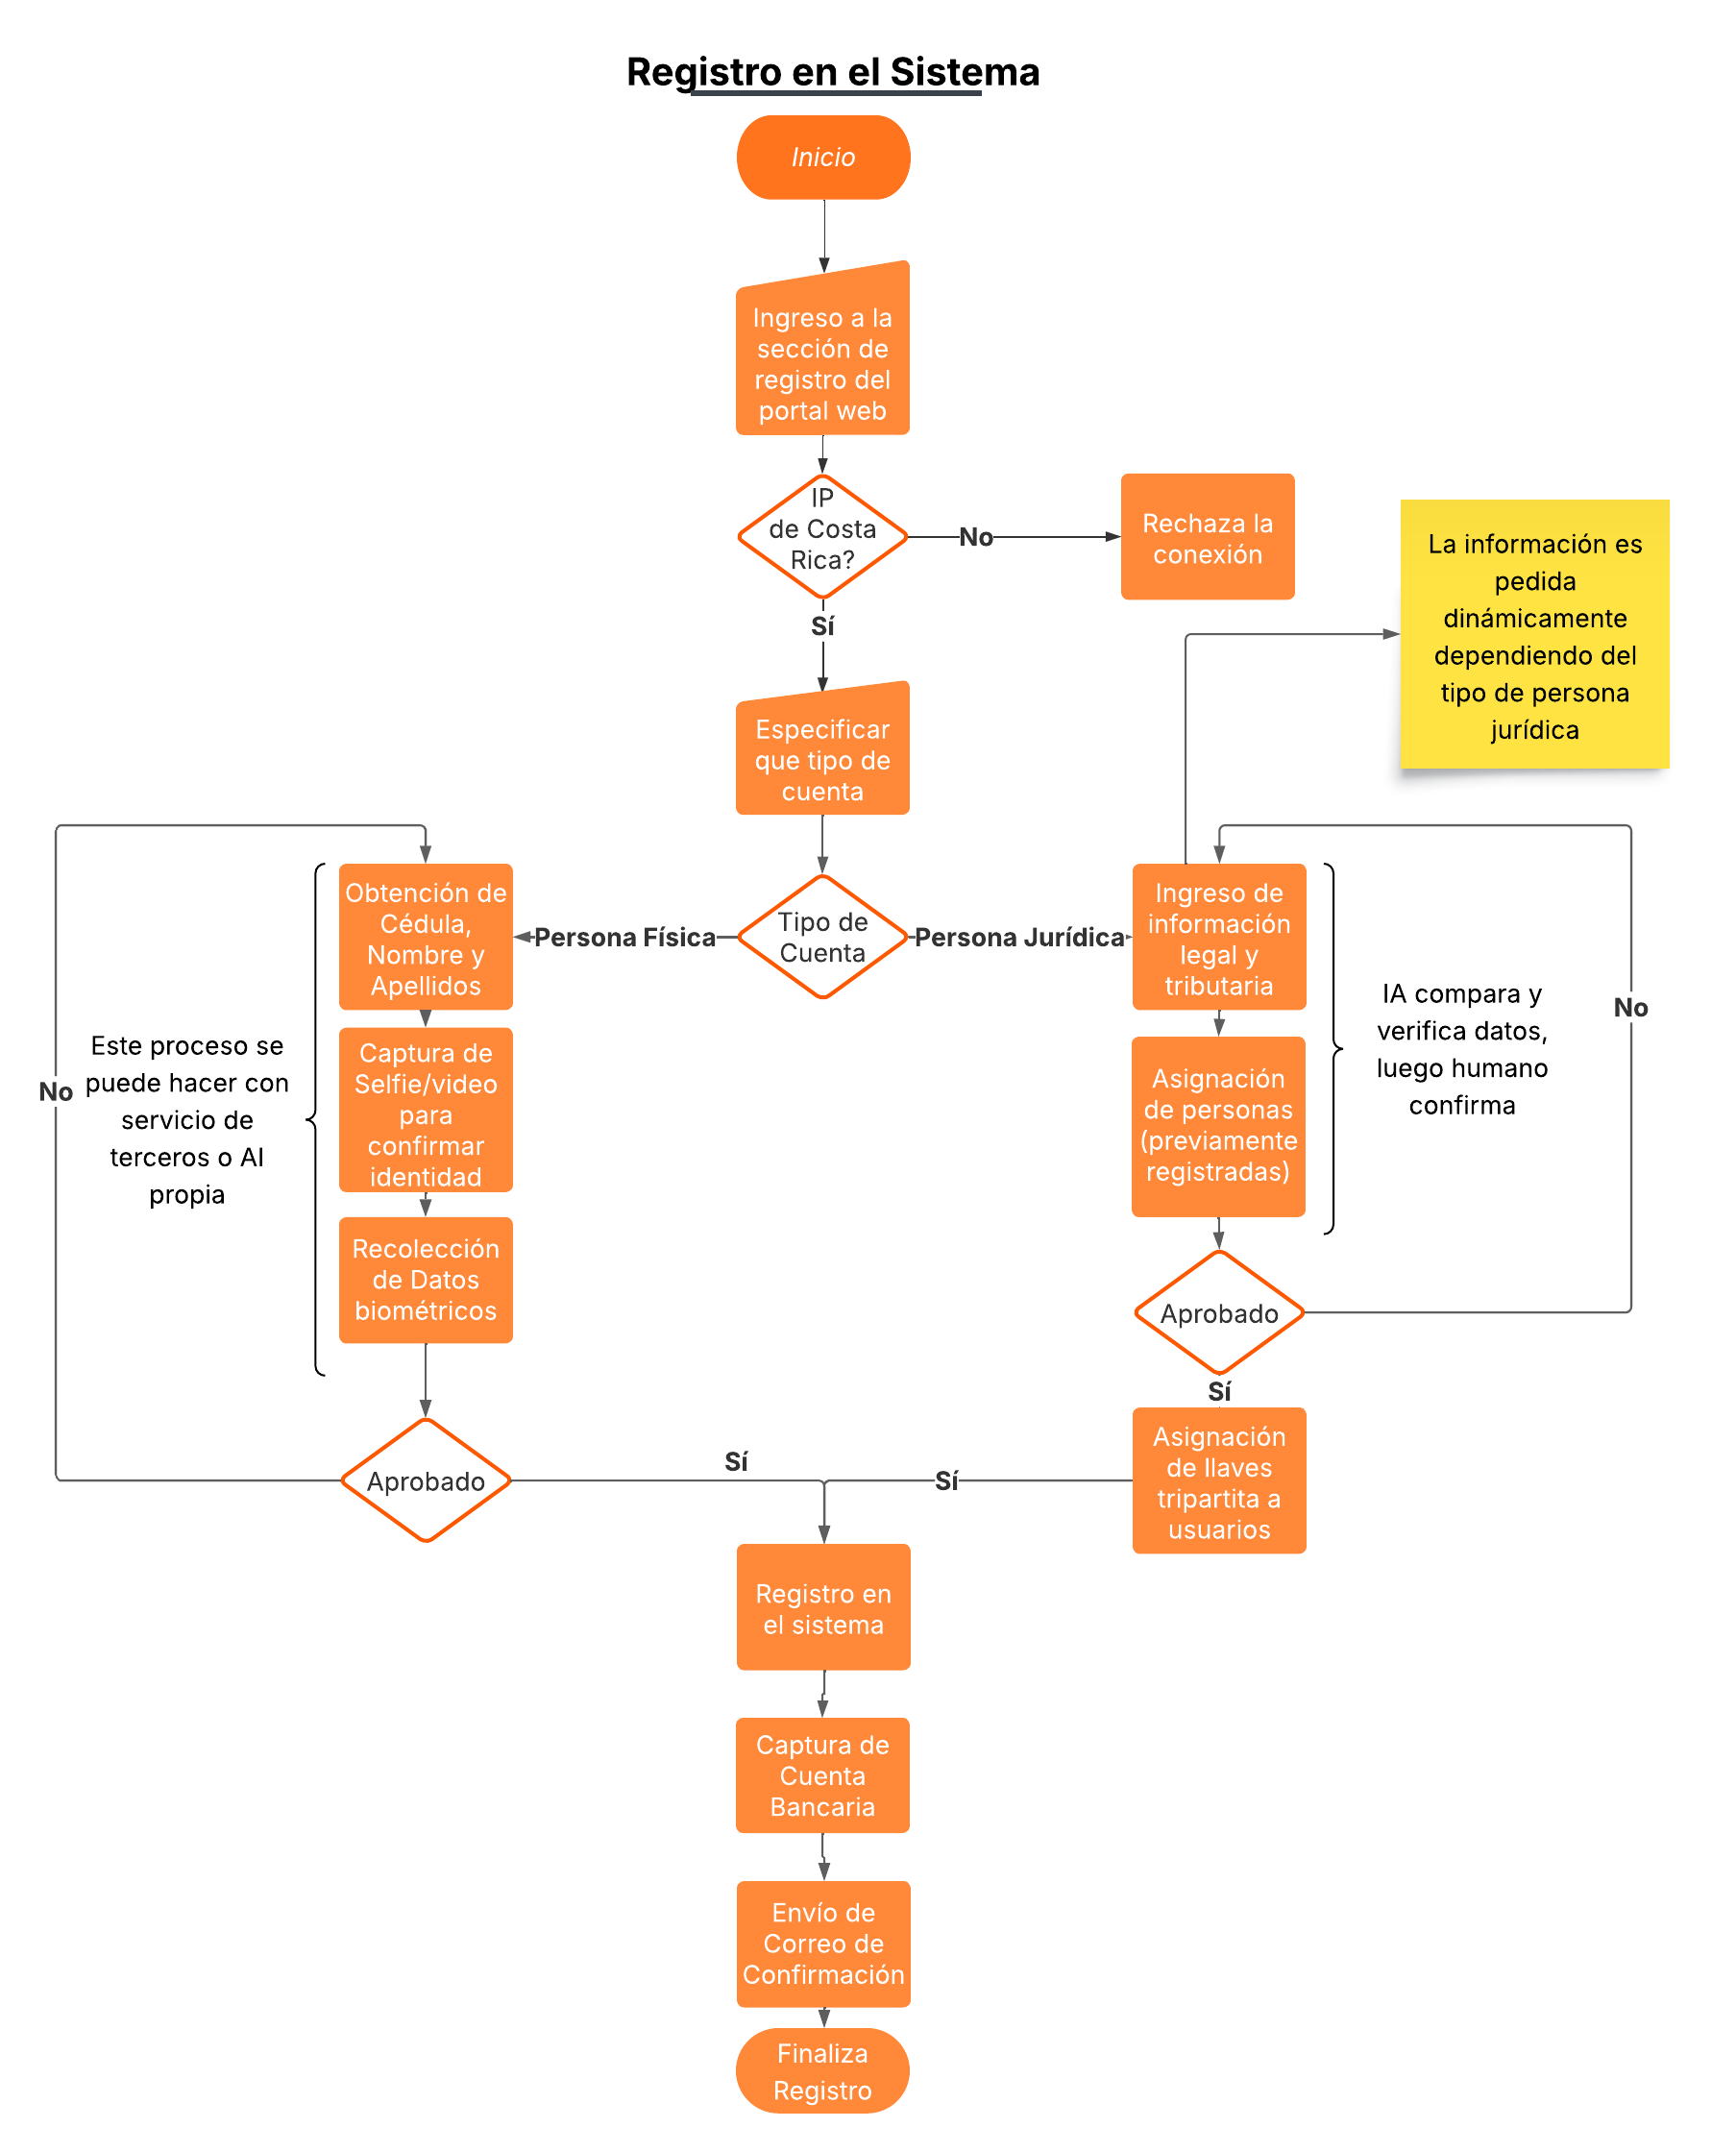 Registro en el Sistema
Inicio
Ingreso a la
sección de
registro del
portal web
IP
de Costa
Rica?
No
Rechaza la
conexión
La información es
pedida
dinámicamente
dependiendo del
tipo de persona
jurídica
Sí
Especificar
que tipo de
cuenta
Tipo de
Cuenta
Persona Física
Persona Jurídica
Obtención de
Cédula,
Nombre y
Apellidos
Captura de
Selfie/video
para
confirmar
identidad
Recolección
de Datos
biométricos
Este proceso se
puede hacer con
servicio de
terceros o AI
propia
No
Aprobado
Sí
Ingreso de
información
legal y
tributaria
Asignación
de personas
(previamente
registradas)
IA compara y
verifica datos,
luego humano
confirma
No
Aprobado
Sí
Asignación
de llaves
tripartita a
usuarios
Sí
Registro en
el sistema
Captura de
Cuenta
Bancaria
Envío de
Correo de
Confirmación
Finaliza
Registro